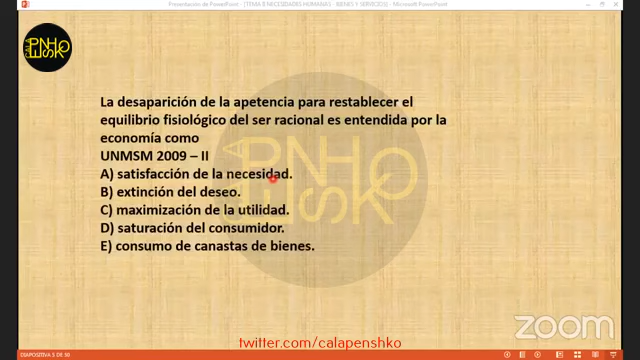 Presentación de PowerPoint - [TEMA 5 NECESIDADES HUMANAS - BIENES Y SERVICIOS] - Microsoft PowerPoint
La desaparición de la apetencia para restablecer el
equilibrio fisiológico del ser racional es entendida por la
economía como
UNMSM 2009 – II
A) satisfacción de la necesidad.
B) extinción del deseo.
C) maximización de la utilidad.
D) saturación del consumidor.
E) consumo de canastas de bienes.
zoom
twitter.com/calapenshko